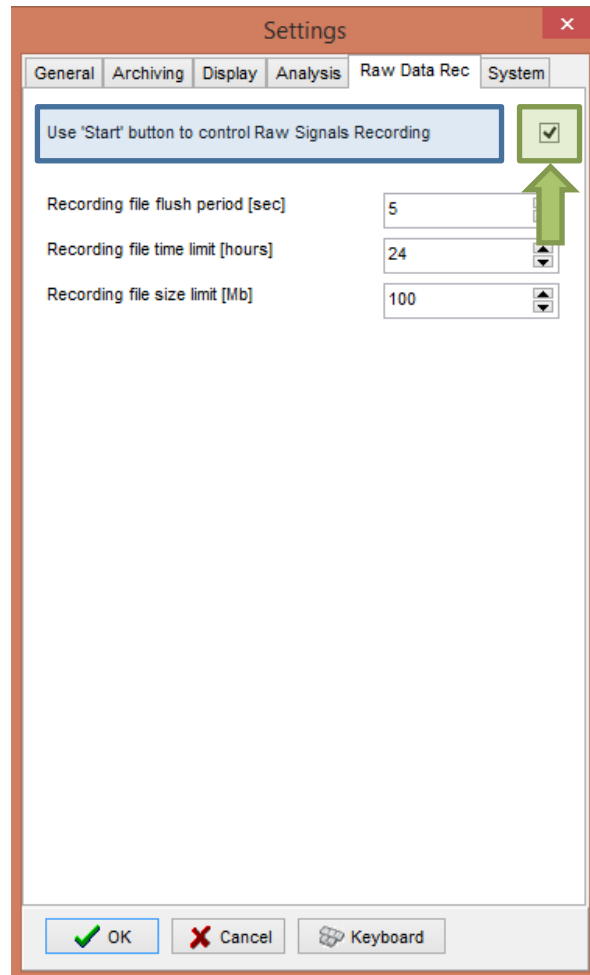 Settings
General Archiving Display Analysis Raw Data Rec System
Use 'Start' button to control Raw Signals Recording
Recording file flush period [sec] 5
Recording file time limit [hours] 24
Recording file size limit [Mb] 100
OK Cancel Keyboard